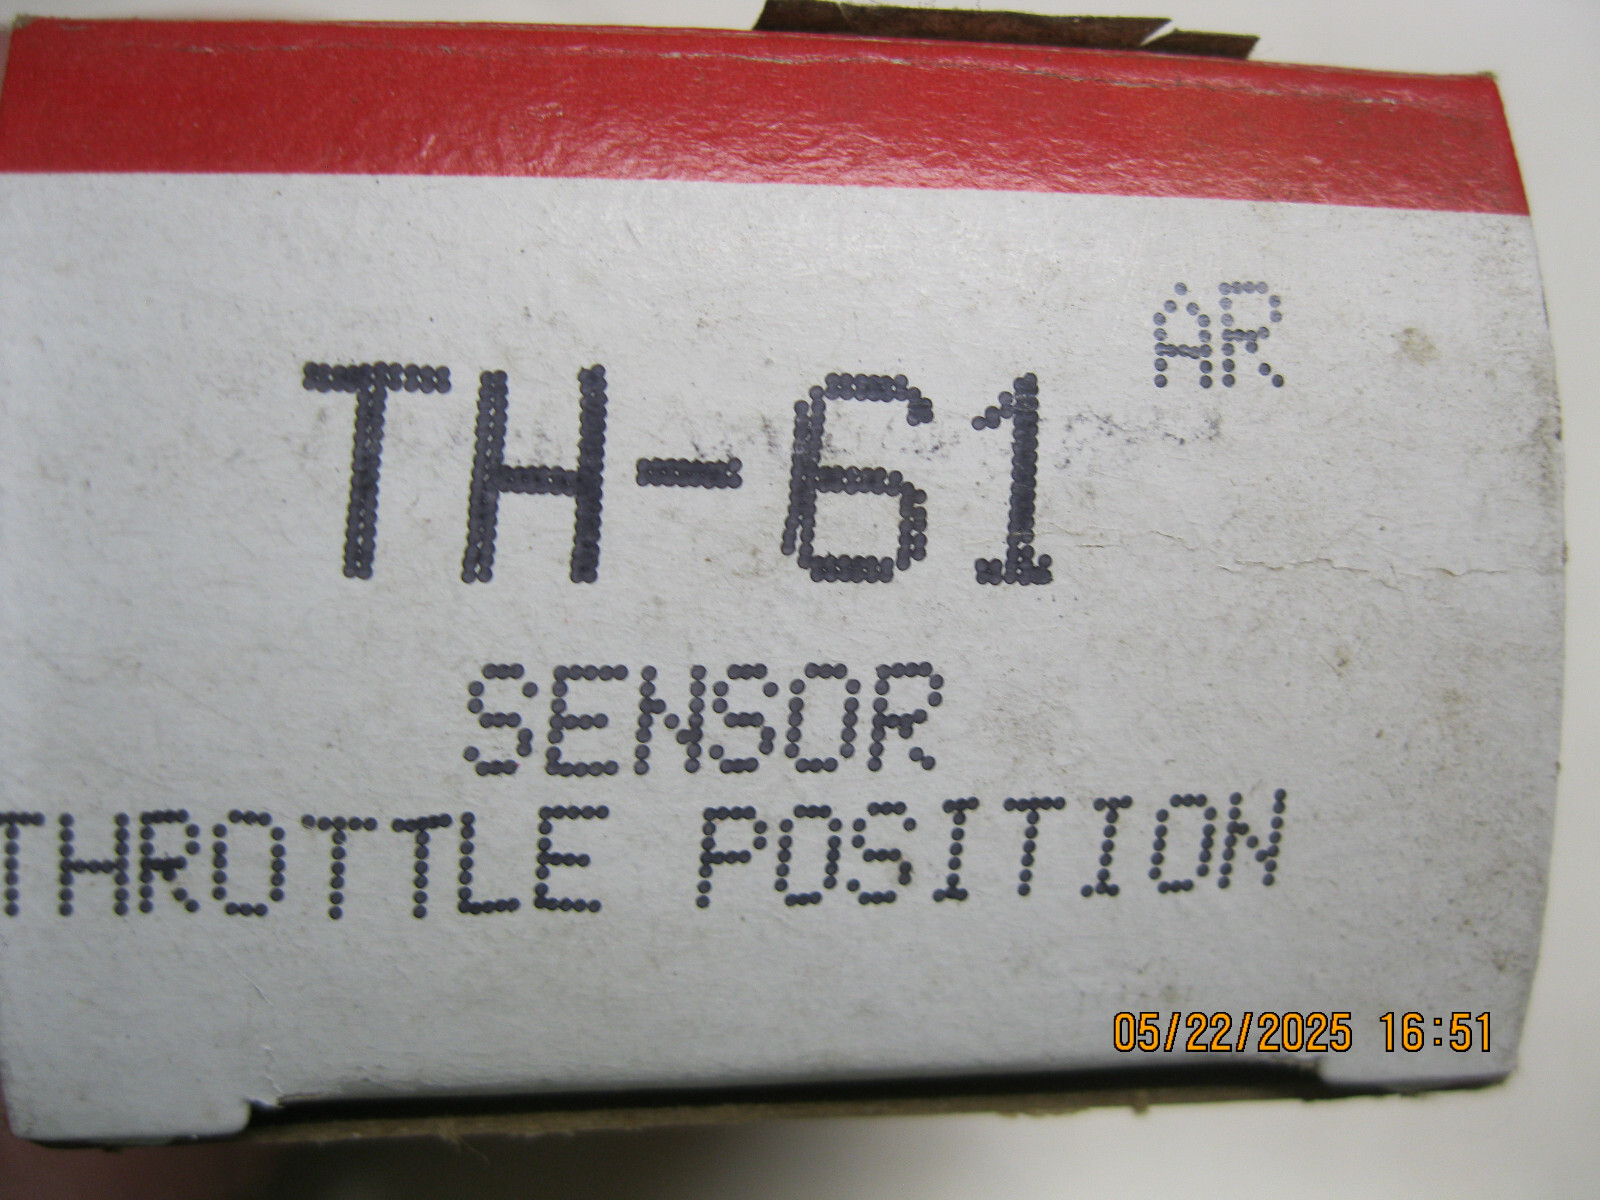 AR
TH-61
SENSOR
THROTTLE POSITION
05/22/2025 16:51